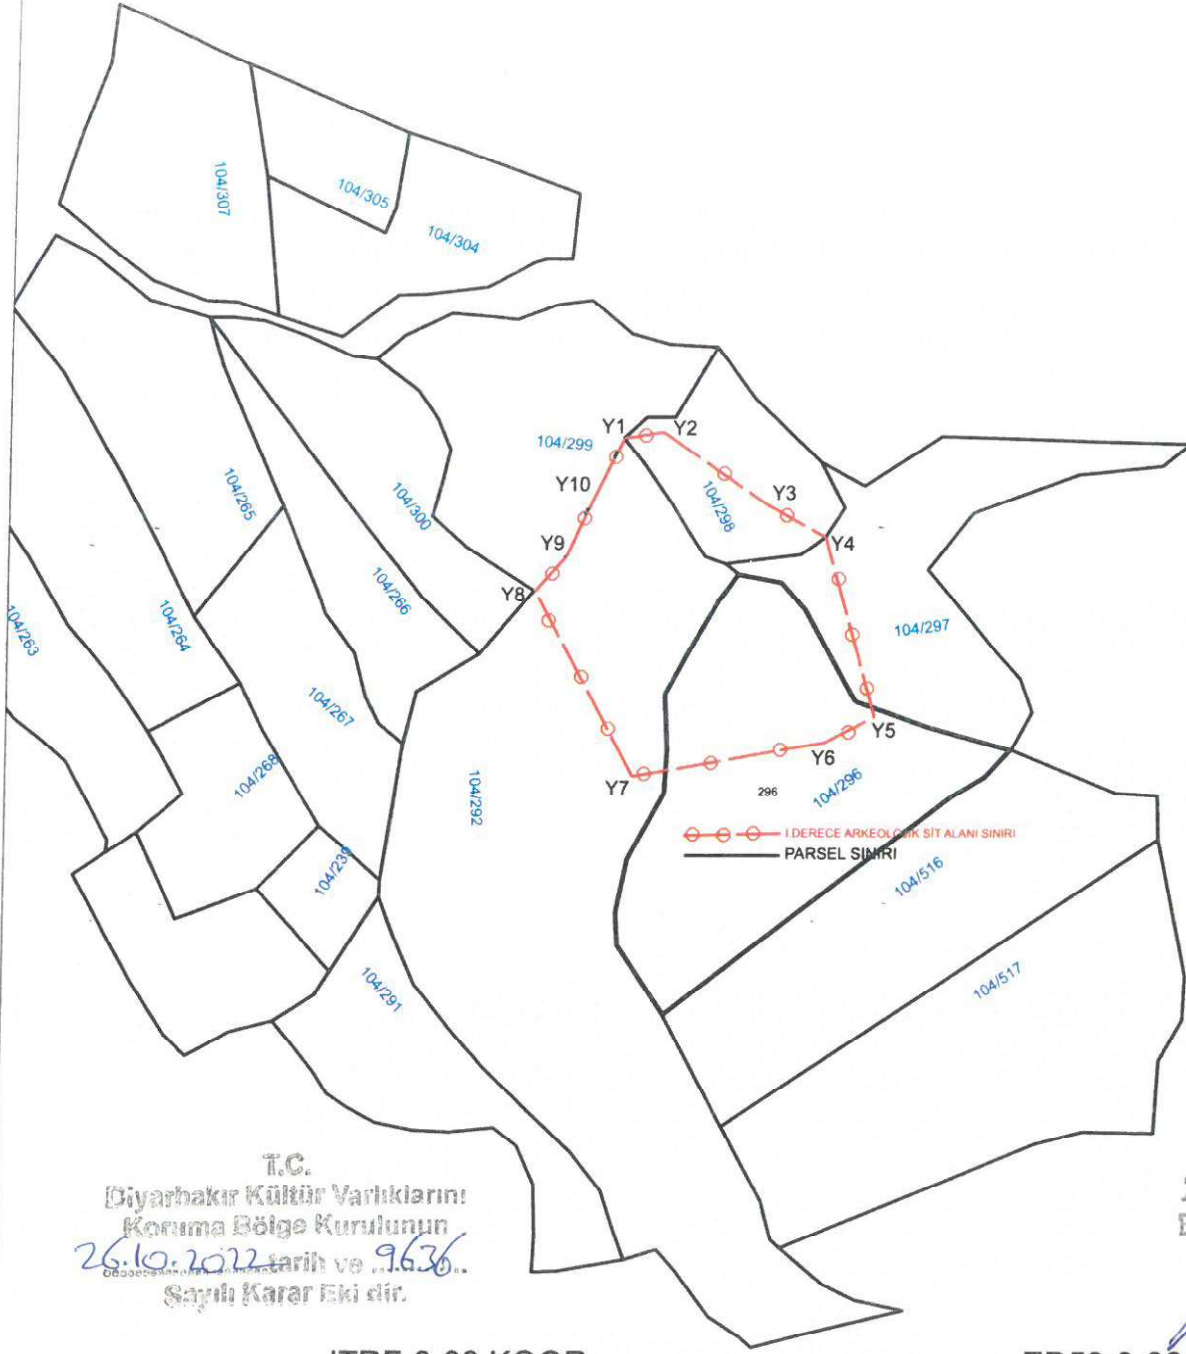 104/307
104/305
104/304
104/299
Y1
Y2
104/265
104/300
Y10
104/298
Y3
Y9
Y4
104/266
Y8
104/263
104/264
104/297
104/267
Y5
Y6
104/268
104/292
Y7
296
104/296
I.DERECE ARKEOLOJİK SİT ALANI SINIRI
PARSEL SINIRI
104/239
104/516
104/291
104/517
T.C.
Diyarbakır Kültür Varlıklarını
Koruma Bölge Kurulunun
26.10.2022 tarih ve 9636
Sayılı Karar Eki dir.